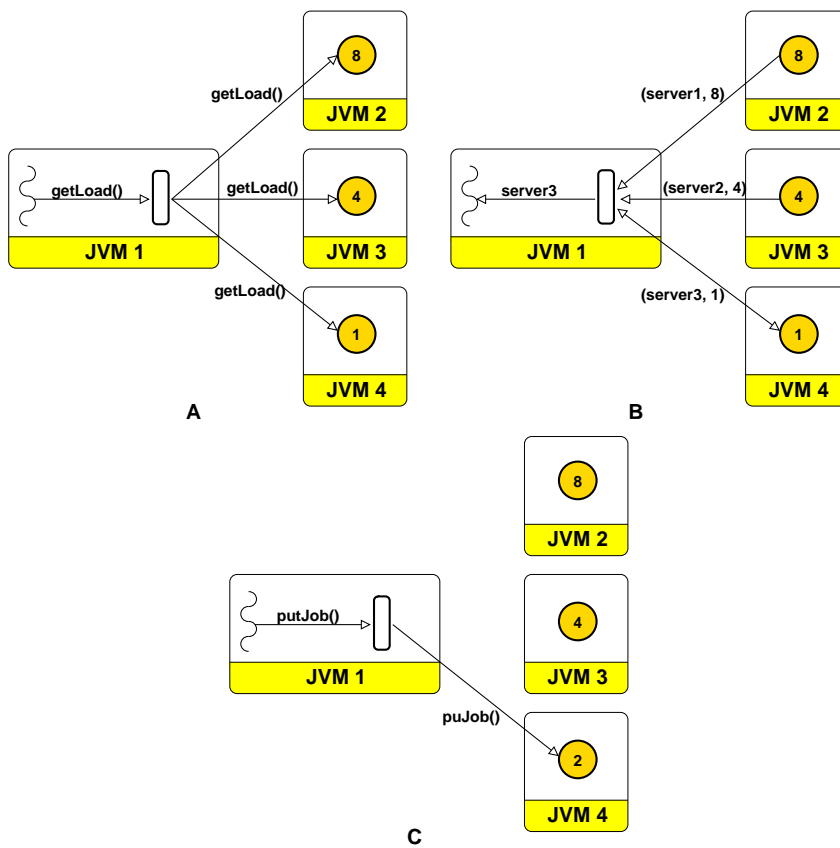 8
getLoad()
JVM 2
getLoad()
getLoad()
4
JVM 1
JVM 3
getLoad()
1
JVM 4
A
8
(server1, 8)
JVM 2
server3
(server2, 4)
4
JVM 1
JVM 3
(server3, 1)
1
JVM 4
B
8
JVM 2
putJob()
4
JVM 1
JVM 3
puJob()
2
JVM 4
C